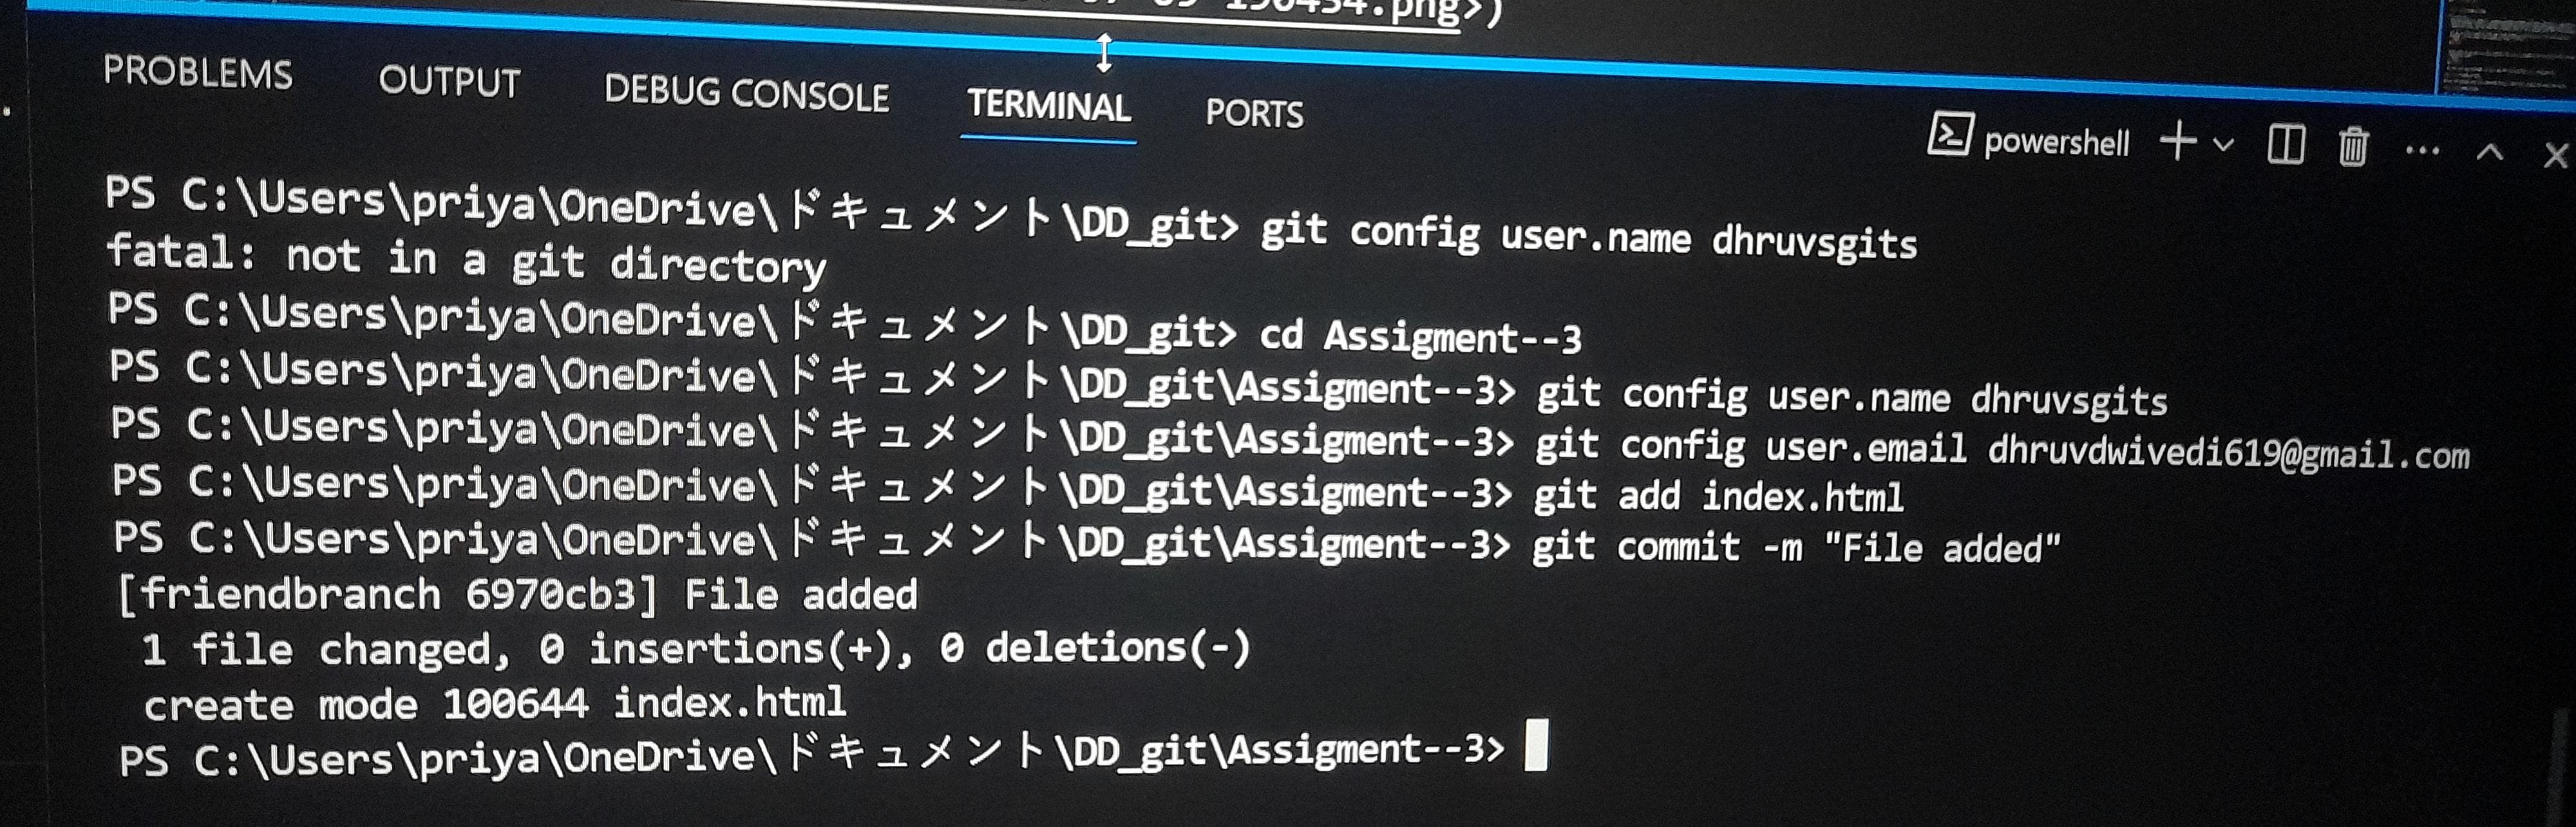 .png>)
PROBLEMS OUTPUT DEBUG CONSOLE TERMINAL PORTS
powershell
PS C:\Users\priya\OneDrive\ドキュメント\DD_git> git config user.name dhruvsgits
fatal: not in a git directory
PS C:\Users\priya\OneDrive\ドキュメント\DD_git> cd Assigment--3
PS C:\Users\priya\OneDrive\ドキュメント\DD_git\Assigment--3> git config user.name dhruvsgits
PS C:\Users\priya\OneDrive\ドキュメント\DD_git\Assigment--3> git config user.email dhruvdwivedi619@gmail.com
PS C:\Users\priya\OneDrive\ドキュメント\DD_git\Assigment--3> git add index.html
PS C:\Users\priya\OneDrive\ドキュメント\DD_git\Assigment--3> git commit -m "File added"
[friendbranch 6970cb3] File added
1 file changed, 0 insertions(+), 0 deletions(-)
create mode 100644 index.html
PS C:\Users\priya\OneDrive\ドキュメント\DD_git\Assigment--3>